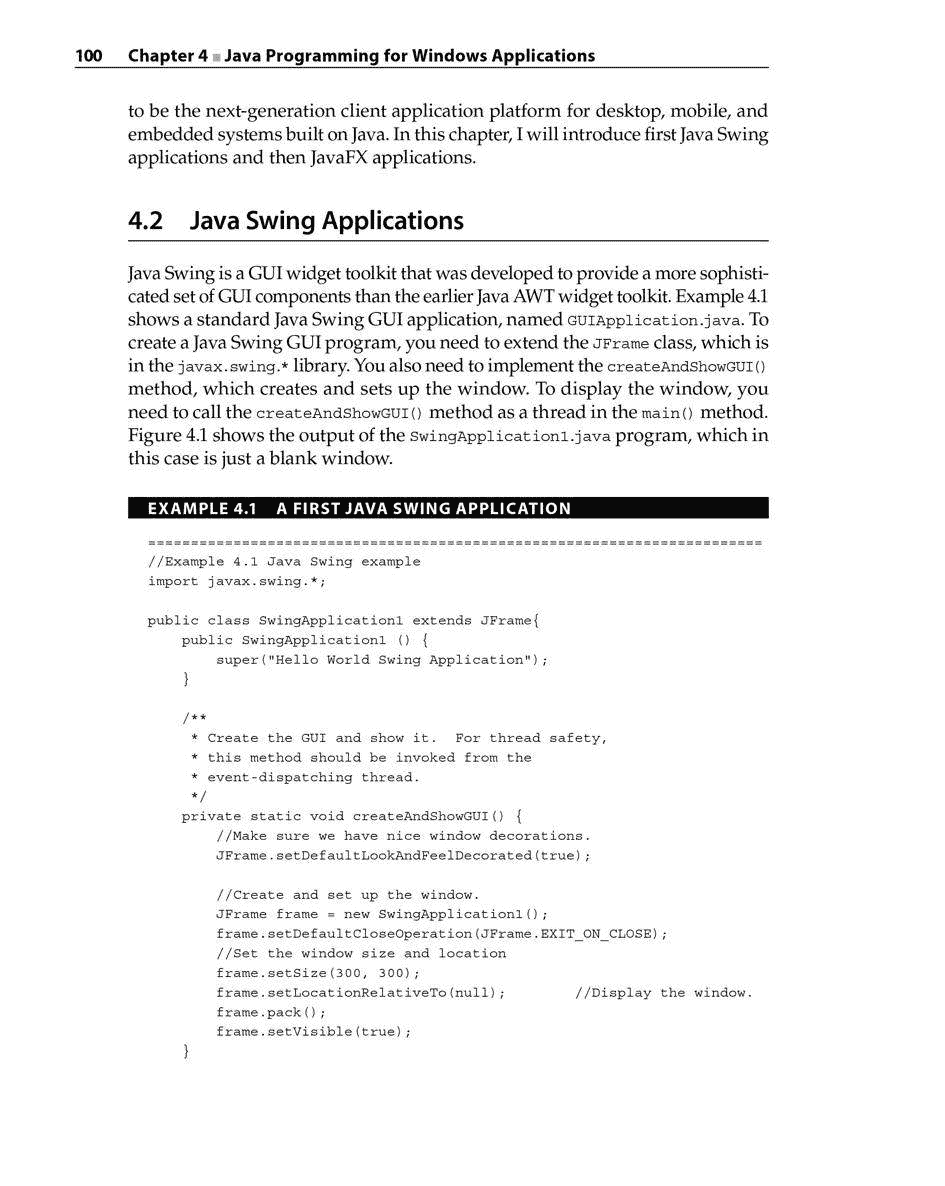 100 Chapter 4 ■ Java Programming for Windows Applications
to be the next-generation client application platform for desktop, mobile, and
embedded systems built on Java. In this chapter, I will introduce first Java Swing
applications and then JavaFX applications.
4.2 Java Swing Applications
Java Swing is a GUI widget toolkit that was developed to provide a more sophisti-
cated set of GUI components than the earlier Java AWT widget toolkit. Example 4.1
shows a standard Java Swing GUI application, named GUIApplication.java. To
create a Java Swing GUI program, you need to extend the JFrame class, which is
in the javax.swing.* library. You also need to implement the createAndShowGUI()
method, which creates and sets up the window. To display the window, you
need to call the createAndShowGUI() method as a thread in the main() method.
Figure 4.1 shows the output of the SwingApplication1.java program, which in
this case is just a blank window.
EXAMPLE 4.1 A FIRST JAVA SWING APPLICATION
========================================================================
//Example 4.1 Java Swing example
import javax.swing.*;
public class SwingApplication1 extends JFrame{
    public SwingApplication1 () {
        super("Hello World Swing Application");
    }
    /**
     * Create the GUI and show it.  For thread safety,
     * this method should be invoked from the
     * event-dispatching thread.
     */
    private static void createAndShowGUI() {
        //Make sure we have nice window decorations.
        JFrame.setDefaultLookAndFeelDecorated(true);
        //Create and set up the window.
        JFrame frame = new SwingApplication1();
        frame.setDefaultCloseOperation(JFrame.EXIT_ON_CLOSE);
        //Set the window size and location
        frame.setSize(300, 300);
        frame.setLocationRelativeTo(null);        //Display the window.
        frame.pack();
        frame.setVisible(true);
    }